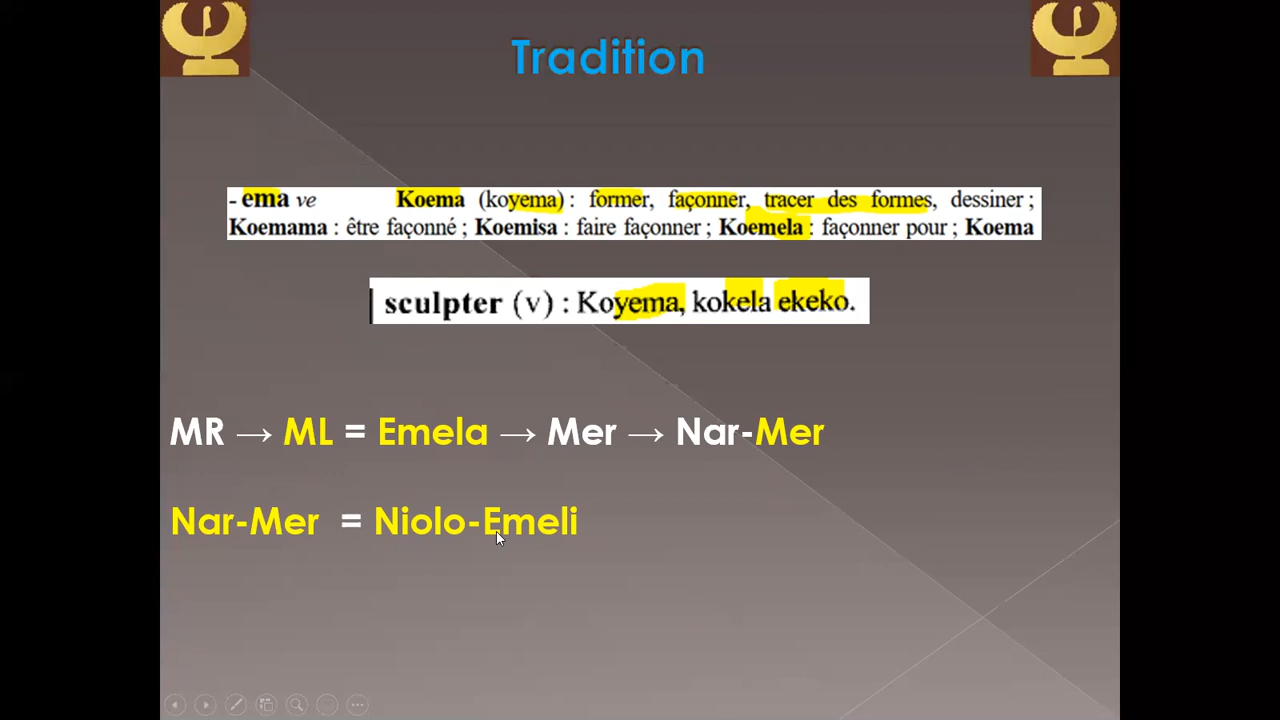 Tradition
- ema ve Koema (koyema) : former, façonner, tracer des formes, dessiner ;
Koemama : être façonné ; Koemisa : faire façonner ; Koemela : façonner pour ; Koema
sculpter (v) : Koyema, kokela ekeko.
MR → ML = Emela → Mer → Nar-Mer
Nar-Mer = Niolo-Emeli